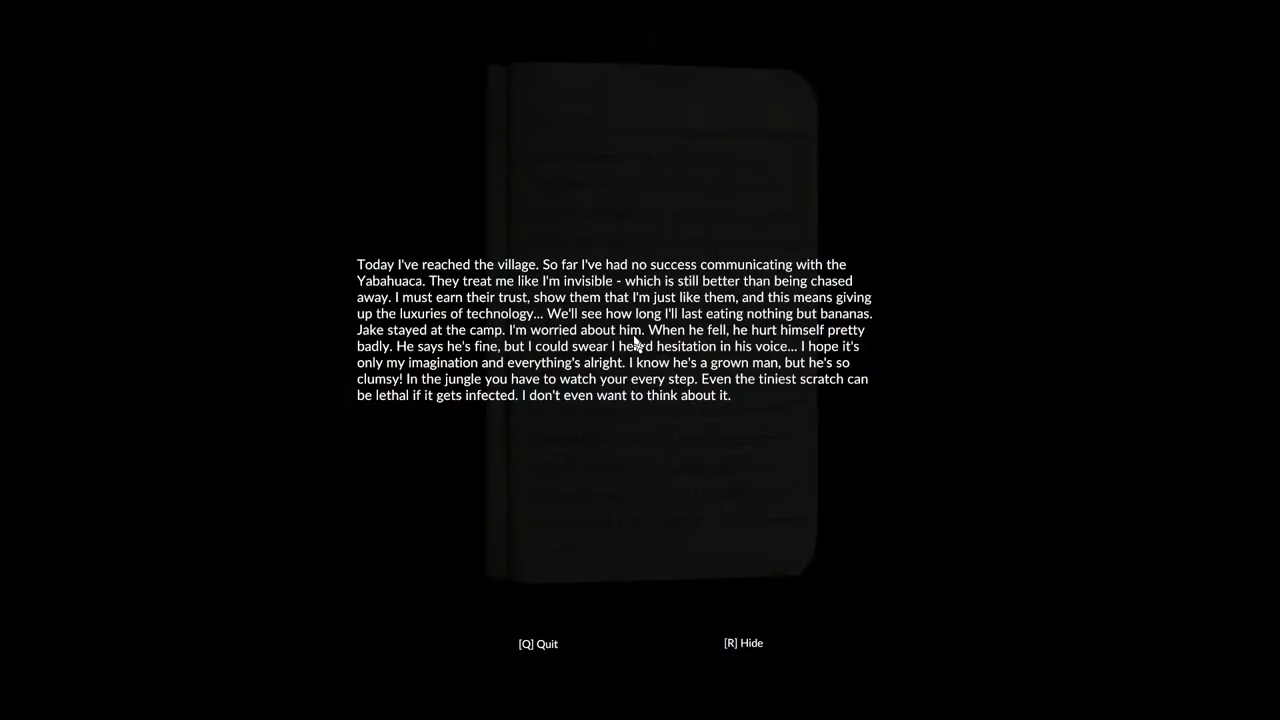 Today I've reached the village. So far I've had no success communicating with the
Yabahuaca. They treat me like I'm invisible - which is still better than being chased
away. I must earn their trust, show them that I'm just like them, and this means giving
up the luxuries of technology... We'll see how long I'll last eating nothing but bananas.
Jake stayed at the camp. I'm worried about him. When he fell, he hurt himself pretty
badly. He says he's fine, but I could swear I heard hesitation in his voice... I hope it's
only my imagination and everything's alright. I know he's a grown man, but he's so
clumsy! In the jungle you have to watch your every step. Even the tiniest scratch can
be lethal if it gets infected. I don't even want to think about it.
[Q] Quit
[R] Hide